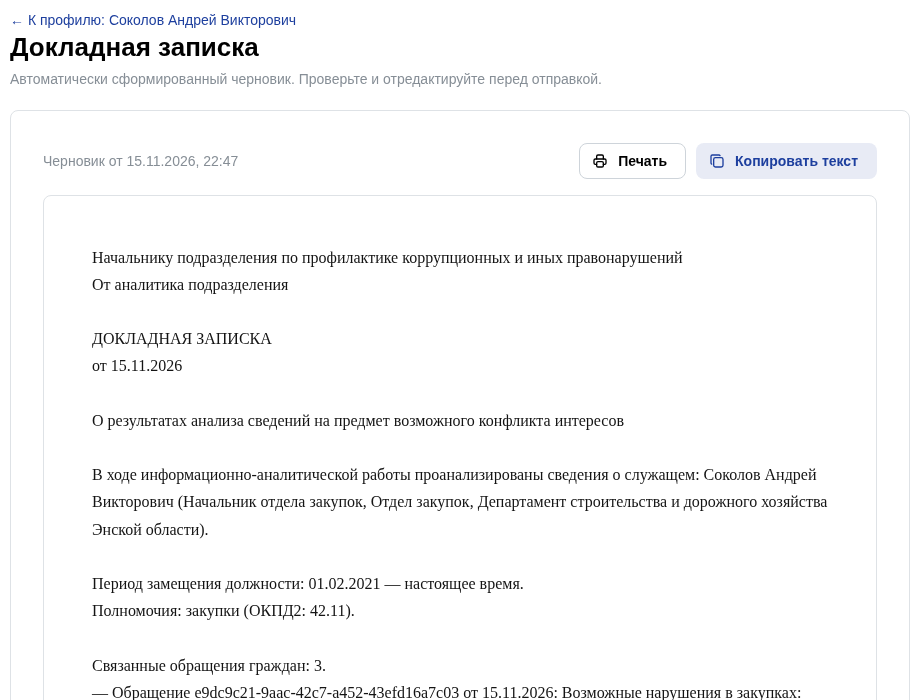 ← К профилю: Соколов Андрей Викторович
Докладная записка
Автоматически сформированный черновик. Проверьте и отредактируйте перед отправкой.
Черновик от 15.11.2026, 22:47
Печать
Копировать текст
Начальнику подразделения по профилактике коррупционных и иных правонарушений
От аналитика подразделения
ДОКЛАДНАЯ ЗАПИСКА
от 15.11.2026
О результатах анализа сведений на предмет возможного конфликта интересов
В ходе информационно-аналитической работы проанализированы сведения о служащем: Соколов Андрей
Викторович (Начальник отдела закупок, Отдел закупок, Департамент строительства и дорожного хозяйства
Энской области).
Период замещения должности: 01.02.2021 — настоящее время.
Полномочия: закупки (ОКПД2: 42.11).
Связанные обращения граждан: 3.
— Обращение e9dc9c21-9aac-42c7-a452-43efd16a7c03 от 15.11.2026: Возможные нарушения в закупках: